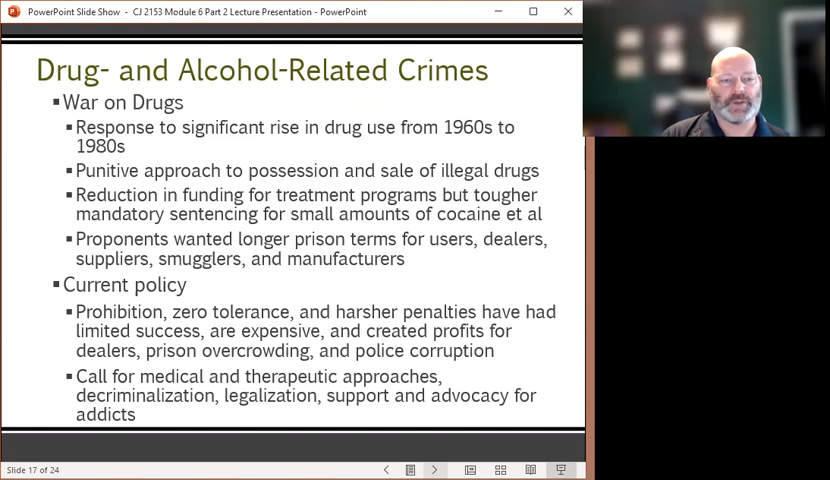 PowerPoint Slide Show - CJ 2153 Module 6 Part 2 Lecture Presentation - PowerPoint
Drug- and Alcohol-Related Crimes
War on Drugs
Response to significant rise in drug use from 1960s to
1980s
Punitive approach to possession and sale of illegal drugs
Reduction in funding for treatment programs but tougher
mandatory sentencing for small amounts of cocaine et al
Proponents wanted longer prison terms for users, dealers,
suppliers, smugglers, and manufacturers
Current policy
Prohibition, zero tolerance, and harsher penalties have had
limited success, are expensive, and created profits for
dealers, prison overcrowding, and police corruption
Call for medical and therapeutic approaches,
decriminalization, legalization, support and advocacy for
addicts
Slide 17 of 24